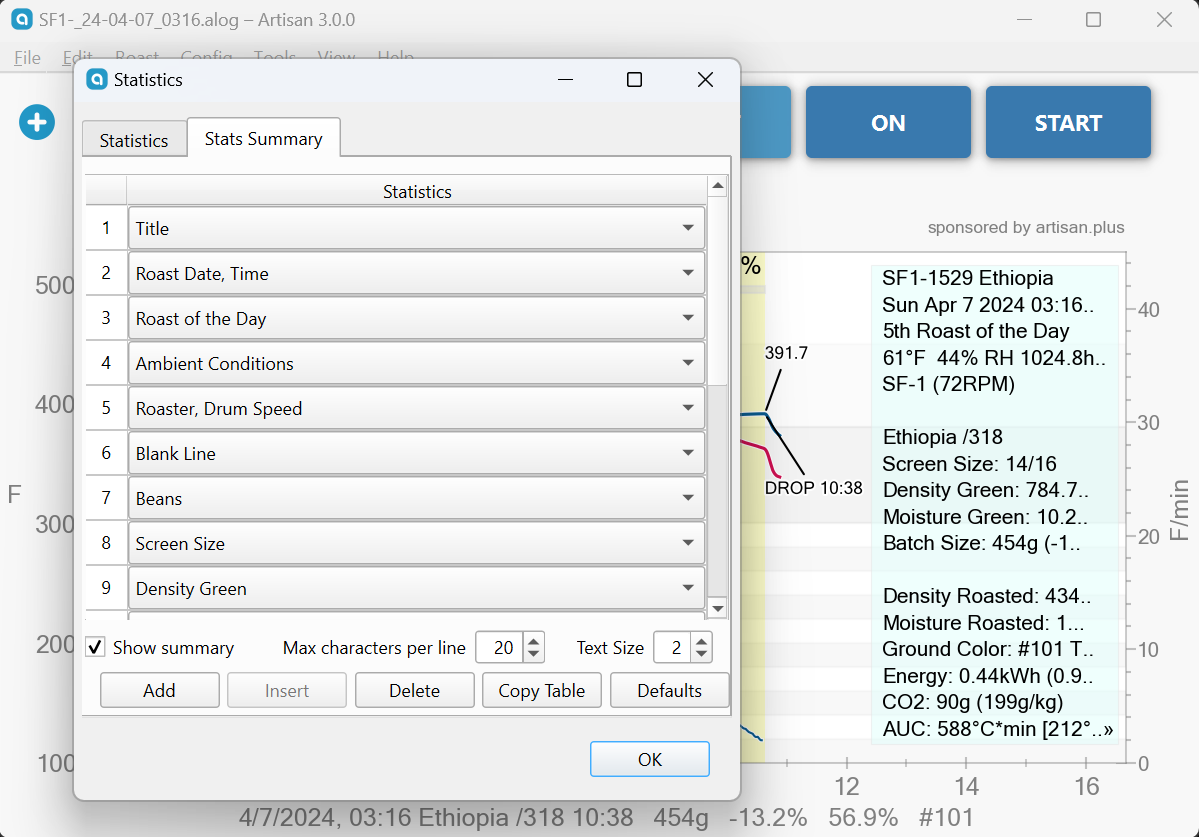 SF1-_24-04-07_0316.alog – Artisan 3.0.0
File Edit Roast Config Tools View Help
Statistics
ON
START
Statistics
Stats Summary
Statistics
1 Title
2 Roast Date, Time
3 Roast of the Day
4 Ambient Conditions
5 Roaster, Drum Speed
6 Blank Line
7 Beans
8 Screen Size
9 Density Green
Show summary
Max characters per line 20
Text Size 2
Add
Insert
Delete
Copy Table
Defaults
OK
sponsored by artisan.plus
500
400
300
200
100
F
%
391.7
DROP 10:38
SF1-1529 Ethiopia
Sun Apr 7 2024 03:16..
5th Roast of the Day
61°F 44% RH 1024.8h..
SF-1 (72RPM)
Ethiopia /318
Screen Size: 14/16
Density Green: 784.7..
Moisture Green: 10.2..
Batch Size: 454g (-1..
Density Roasted: 434..
Moisture Roasted: 1...
Ground Color: #101 T..
Energy: 0.44kWh (0.9..
CO2: 90g (199g/kg)
AUC: 588°C*min [212°..»
40
30
20
10
0
F/min
12
14
16
4/7/2024, 03:16 Ethiopia /318 10:38 454g -13.2% 56.9% #101